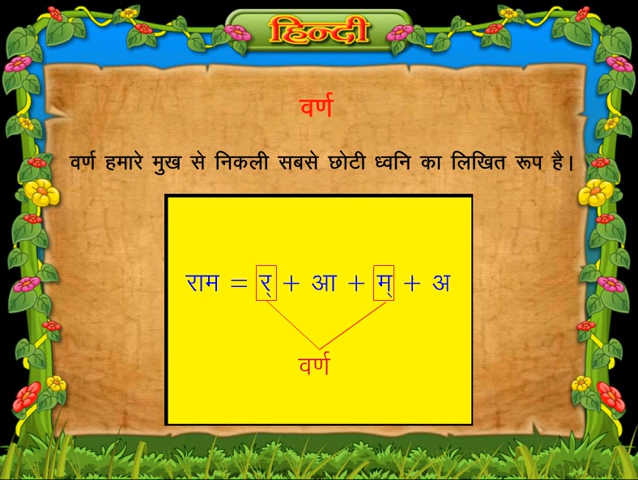 हिन्दी
वर्ण
वर्ण हमारे मुख से निकली सबसे छोटी ध्वनि का लिखित रूप है।
राम = र् + आ + म् + अ
वर्ण